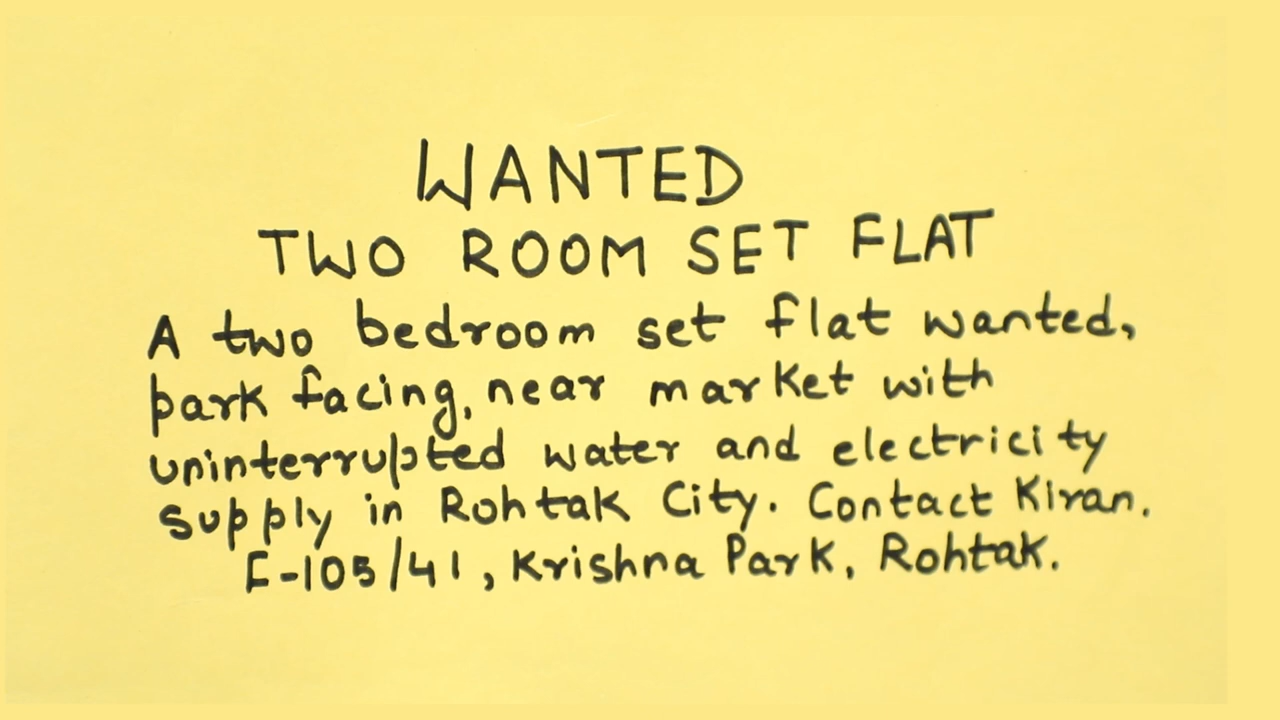 WANTED
TWO ROOM SET FLAT
A two bedroom set flat wanted,
park facing, near market with
uninterrupted water and electricity
supply in Rohtak City. Contact Kiran.
F-105/41, Krishna Park, Rohtak.